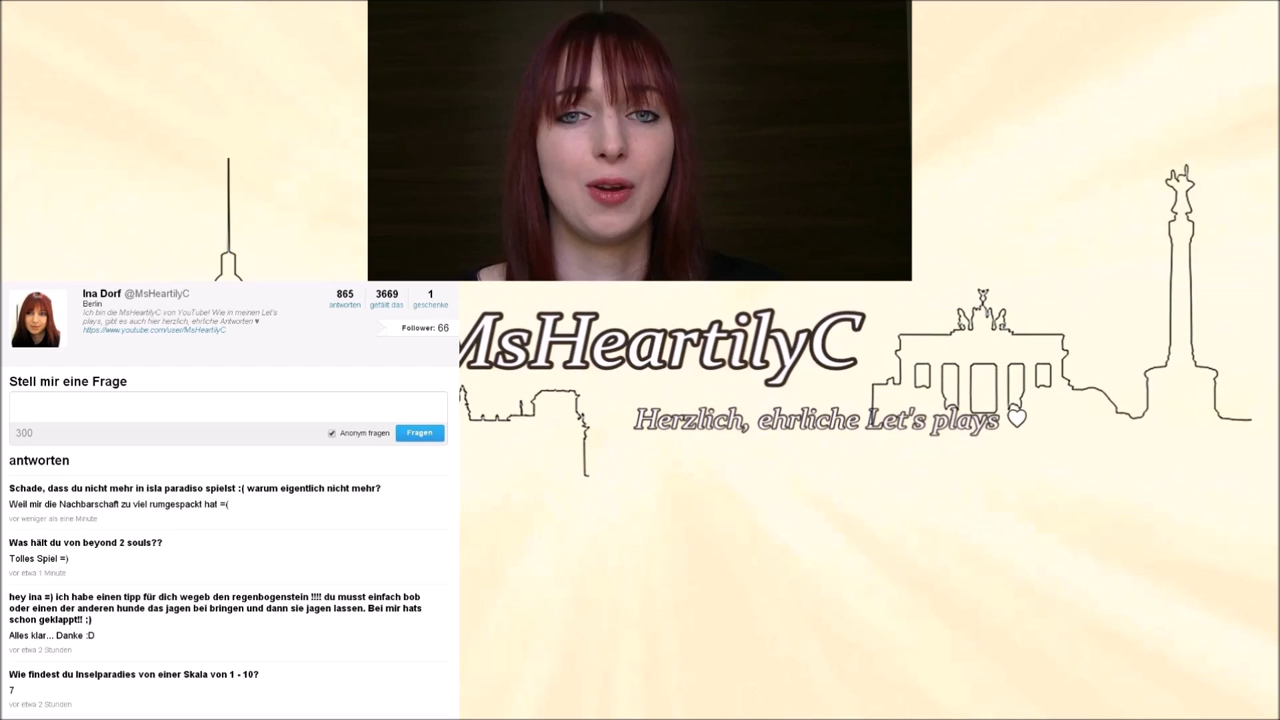 Ina Dorf @MsHeartilyC
Berlin
Ich bin die MsHeartilyC von YouTube! Wie in meinen Let's
plays, gibt es auch hier herzlich, ehrliche Antworten ♥
https://www.youtube.com/user/MsHeartilyC
865 3669 1
antworten gefällt das geschenke
Follower: 66
MsHeartilyC
Herzlich, ehrliche Let's plays ♡
Stell mir eine Frage
300
Anonym fragen
Fragen
antworten
Schade, dass du nicht mehr in isla paradiso spielst :( warum eigentlich nicht mehr?
Weil mir die Nachbarschaft zu viel rumgespackt hat =(
vor weniger als eine Minute
Was hält du von beyond 2 souls??
Tolles Spiel =)
vor etwa 1 Minute
hey ina =) ich habe einen tipp für dich wegeb den regenbogenstein !!!! du musst einfach bob
oder einen der anderen hunde das jagen bei bringen und dann sie jagen lassen. Bei mir hats
schon geklappt!! ;)
Alles klar... Danke :D
vor etwa 2 Stunden
Wie findest du Inselparadies von einer Skala von 1 - 10?
7
vor etwa 2 Stunden